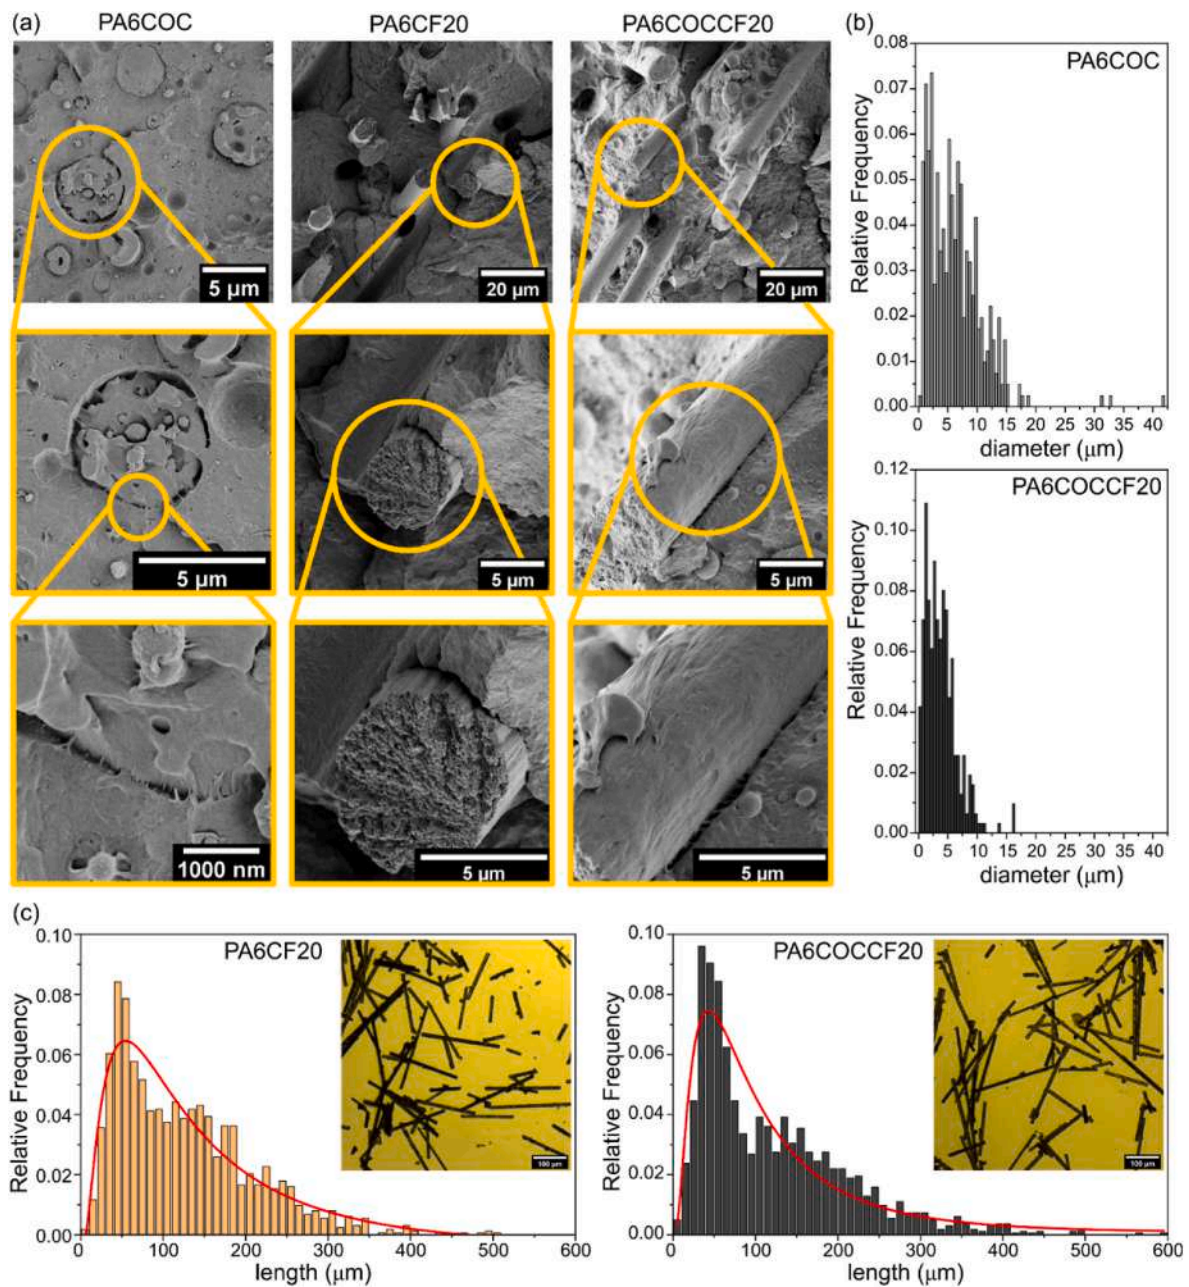 (a)
PA6COC
PA6CF20
PA6COCCF20
5 µm
20 µm
20 µm
5 µm
5 µm
5 µm
1000 nm
5 µm
5 µm
(b)
PA6COC
Relative Frequency
0.08
0.07
0.06
0.05
0.04
0.03
0.02
0.01
0.00
0 5 10 15 20 25 30 35 40
diameter (µm)
PA6COCCF20
Relative Frequency
0.12
0.10
0.08
0.06
0.04
0.02
0.00
0 5 10 15 20 25 30 35 40
diameter (µm)
(c)
PA6CF20
Relative Frequency
0.10
0.08
0.06
0.04
0.02
0.00
0 100 200 300 400 500 600
length (µm)
100 µm
PA6COCCF20
Relative Frequency
0.10
0.08
0.06
0.04
0.02
0.00
0 100 200 300 400 500 600
length (µm)
100 µm